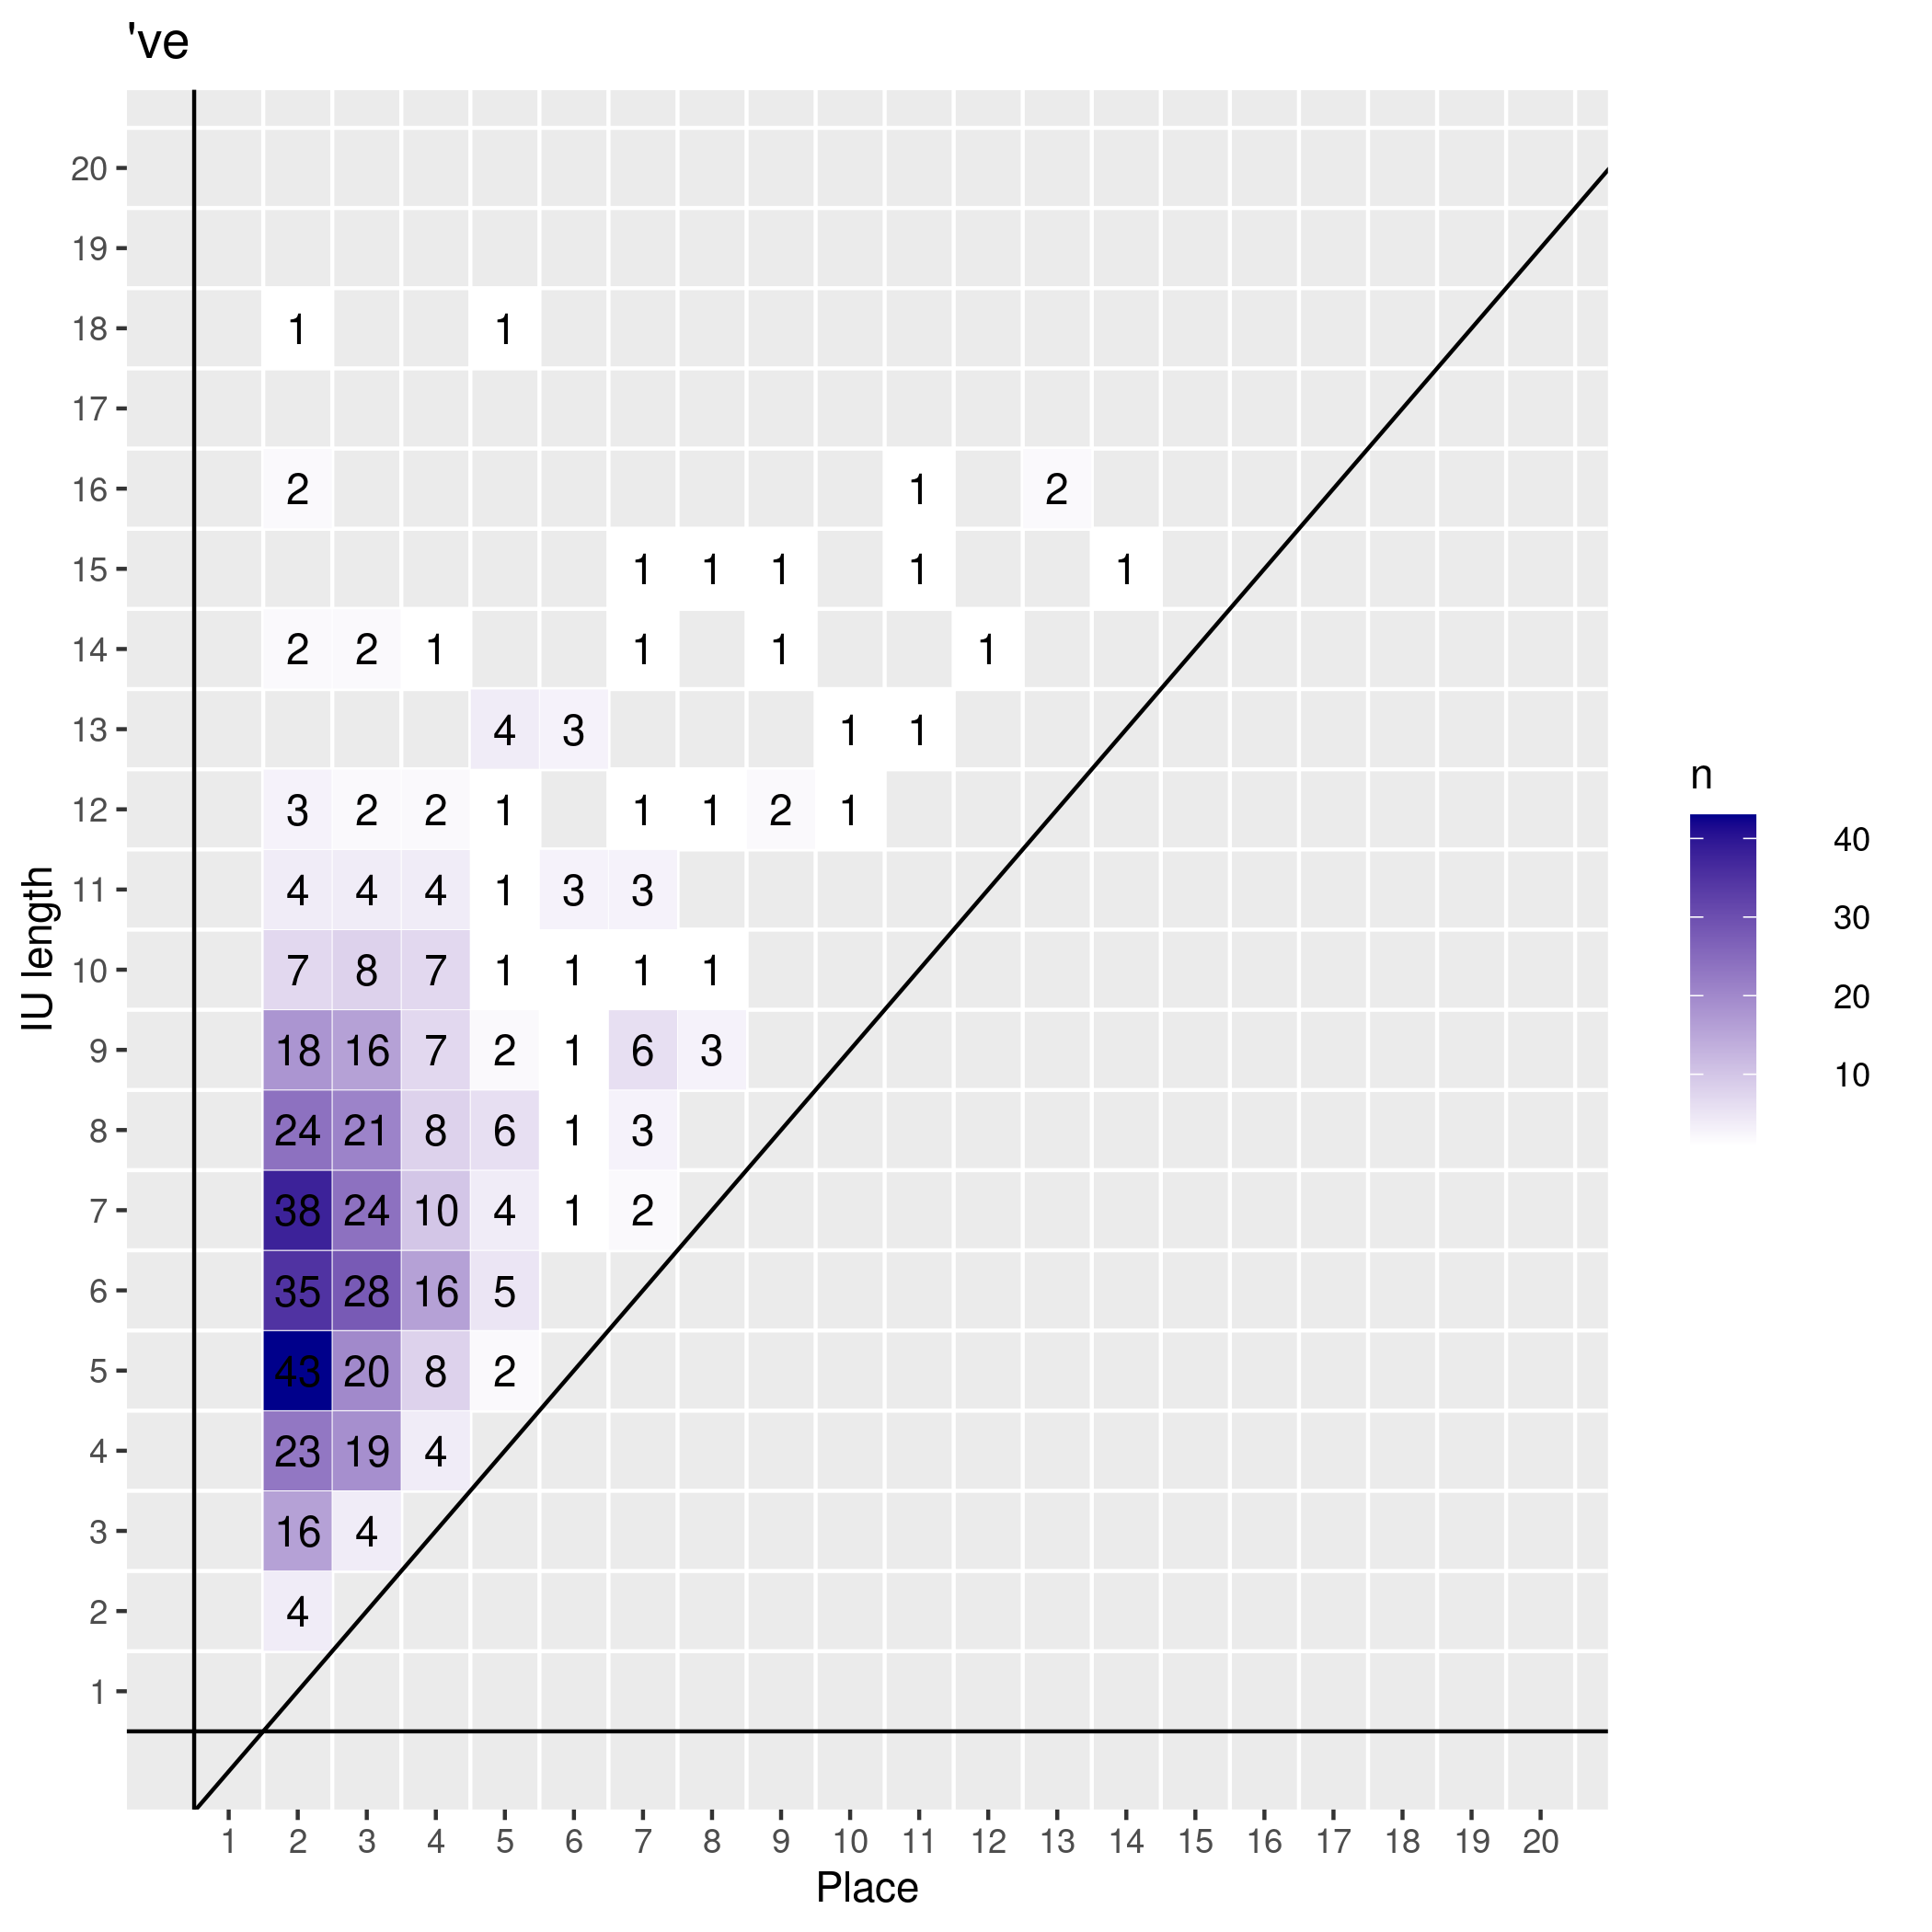 've
20
19
18 1 1
17
16 2 1 2
15 1 1 1 1 1
14 2 2 1 1 1 1
13 4 3 1 1
12 3 2 2 1 1 1 2 1
11 4 4 4 1 3 3
10 7 8 7 1 1 1 1
9 18 16 7 2 1 6 3
8 24 21 8 6 1 3
7 38 24 10 4 1 2
6 35 28 16 5
5 43 20 8 2
4 23 19 4
3 16 4
2 4
1
1 2 3 4 5 6 7 8 9 10 11 12 13 14 15 16 17 18 19 20
Place
IU length
n
40
30
20
10